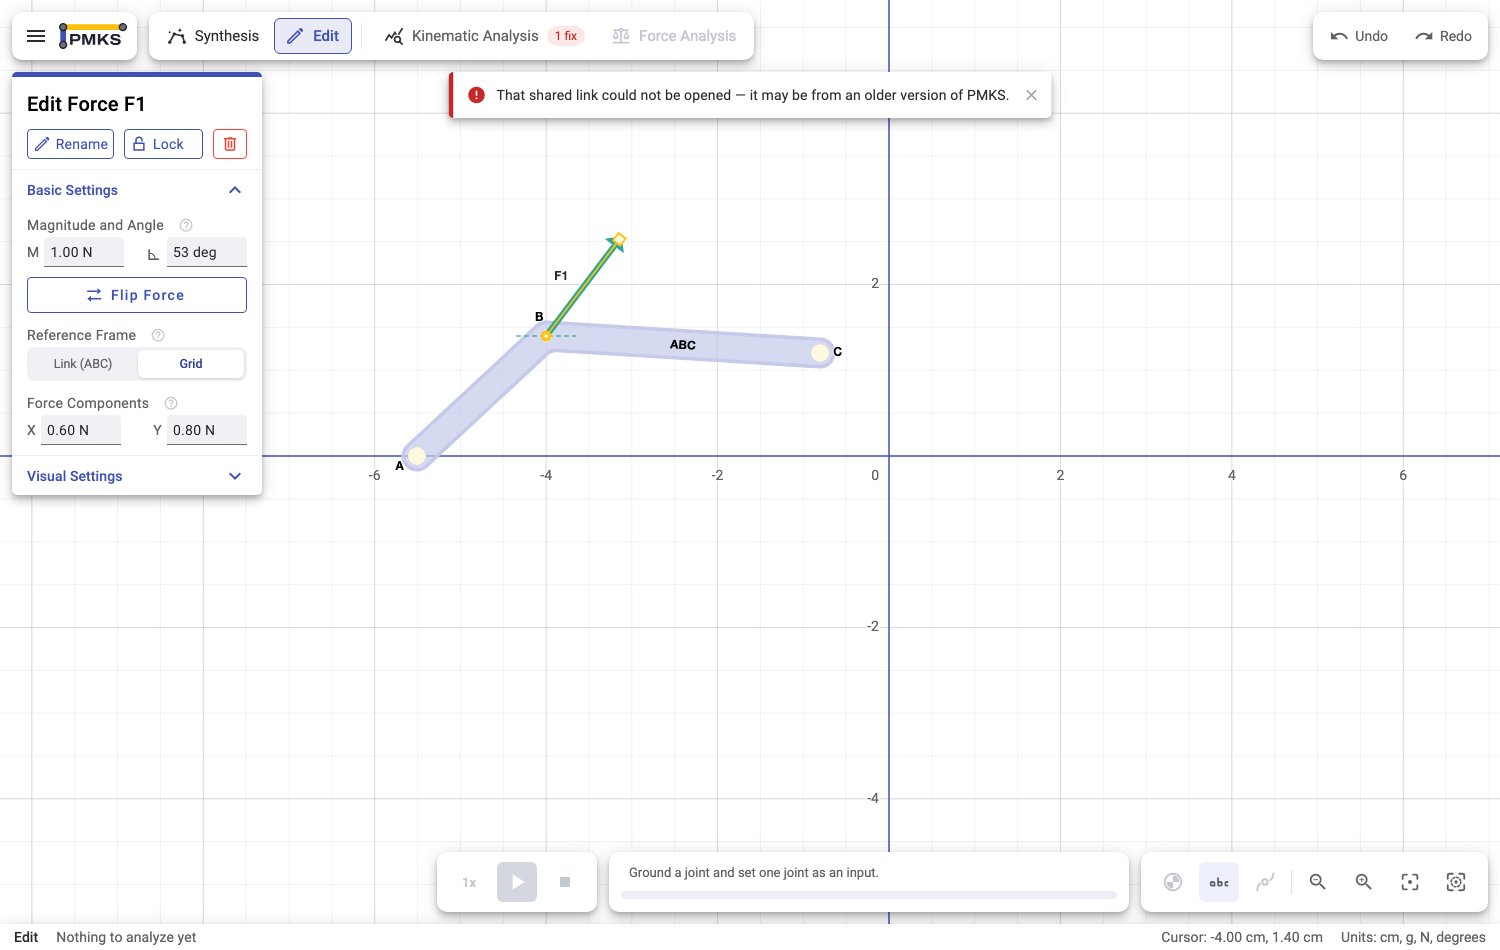 PMKS
Synthesis
Edit
Kinematic Analysis
1 fix
Force Analysis
Undo
Redo
That shared link could not be opened — it may be from an older version of PMKS.
Edit Force F1
Rename
Lock
Basic Settings
Magnitude and Angle
?
M
1.00 N
53 deg
Flip Force
Reference Frame
?
Link (ABC)
Grid
Force Components
?
X
0.60 N
Y
0.80 N
Visual Settings
F1
B
ABC
C
A
2
-6
-4
-2
0
2
4
6
-2
-4
1x
Ground a joint and set one joint as an input.
abc
Edit
Nothing to analyze yet
Cursor: -4.00 cm, 1.40 cm
Units: cm, g, N, degrees